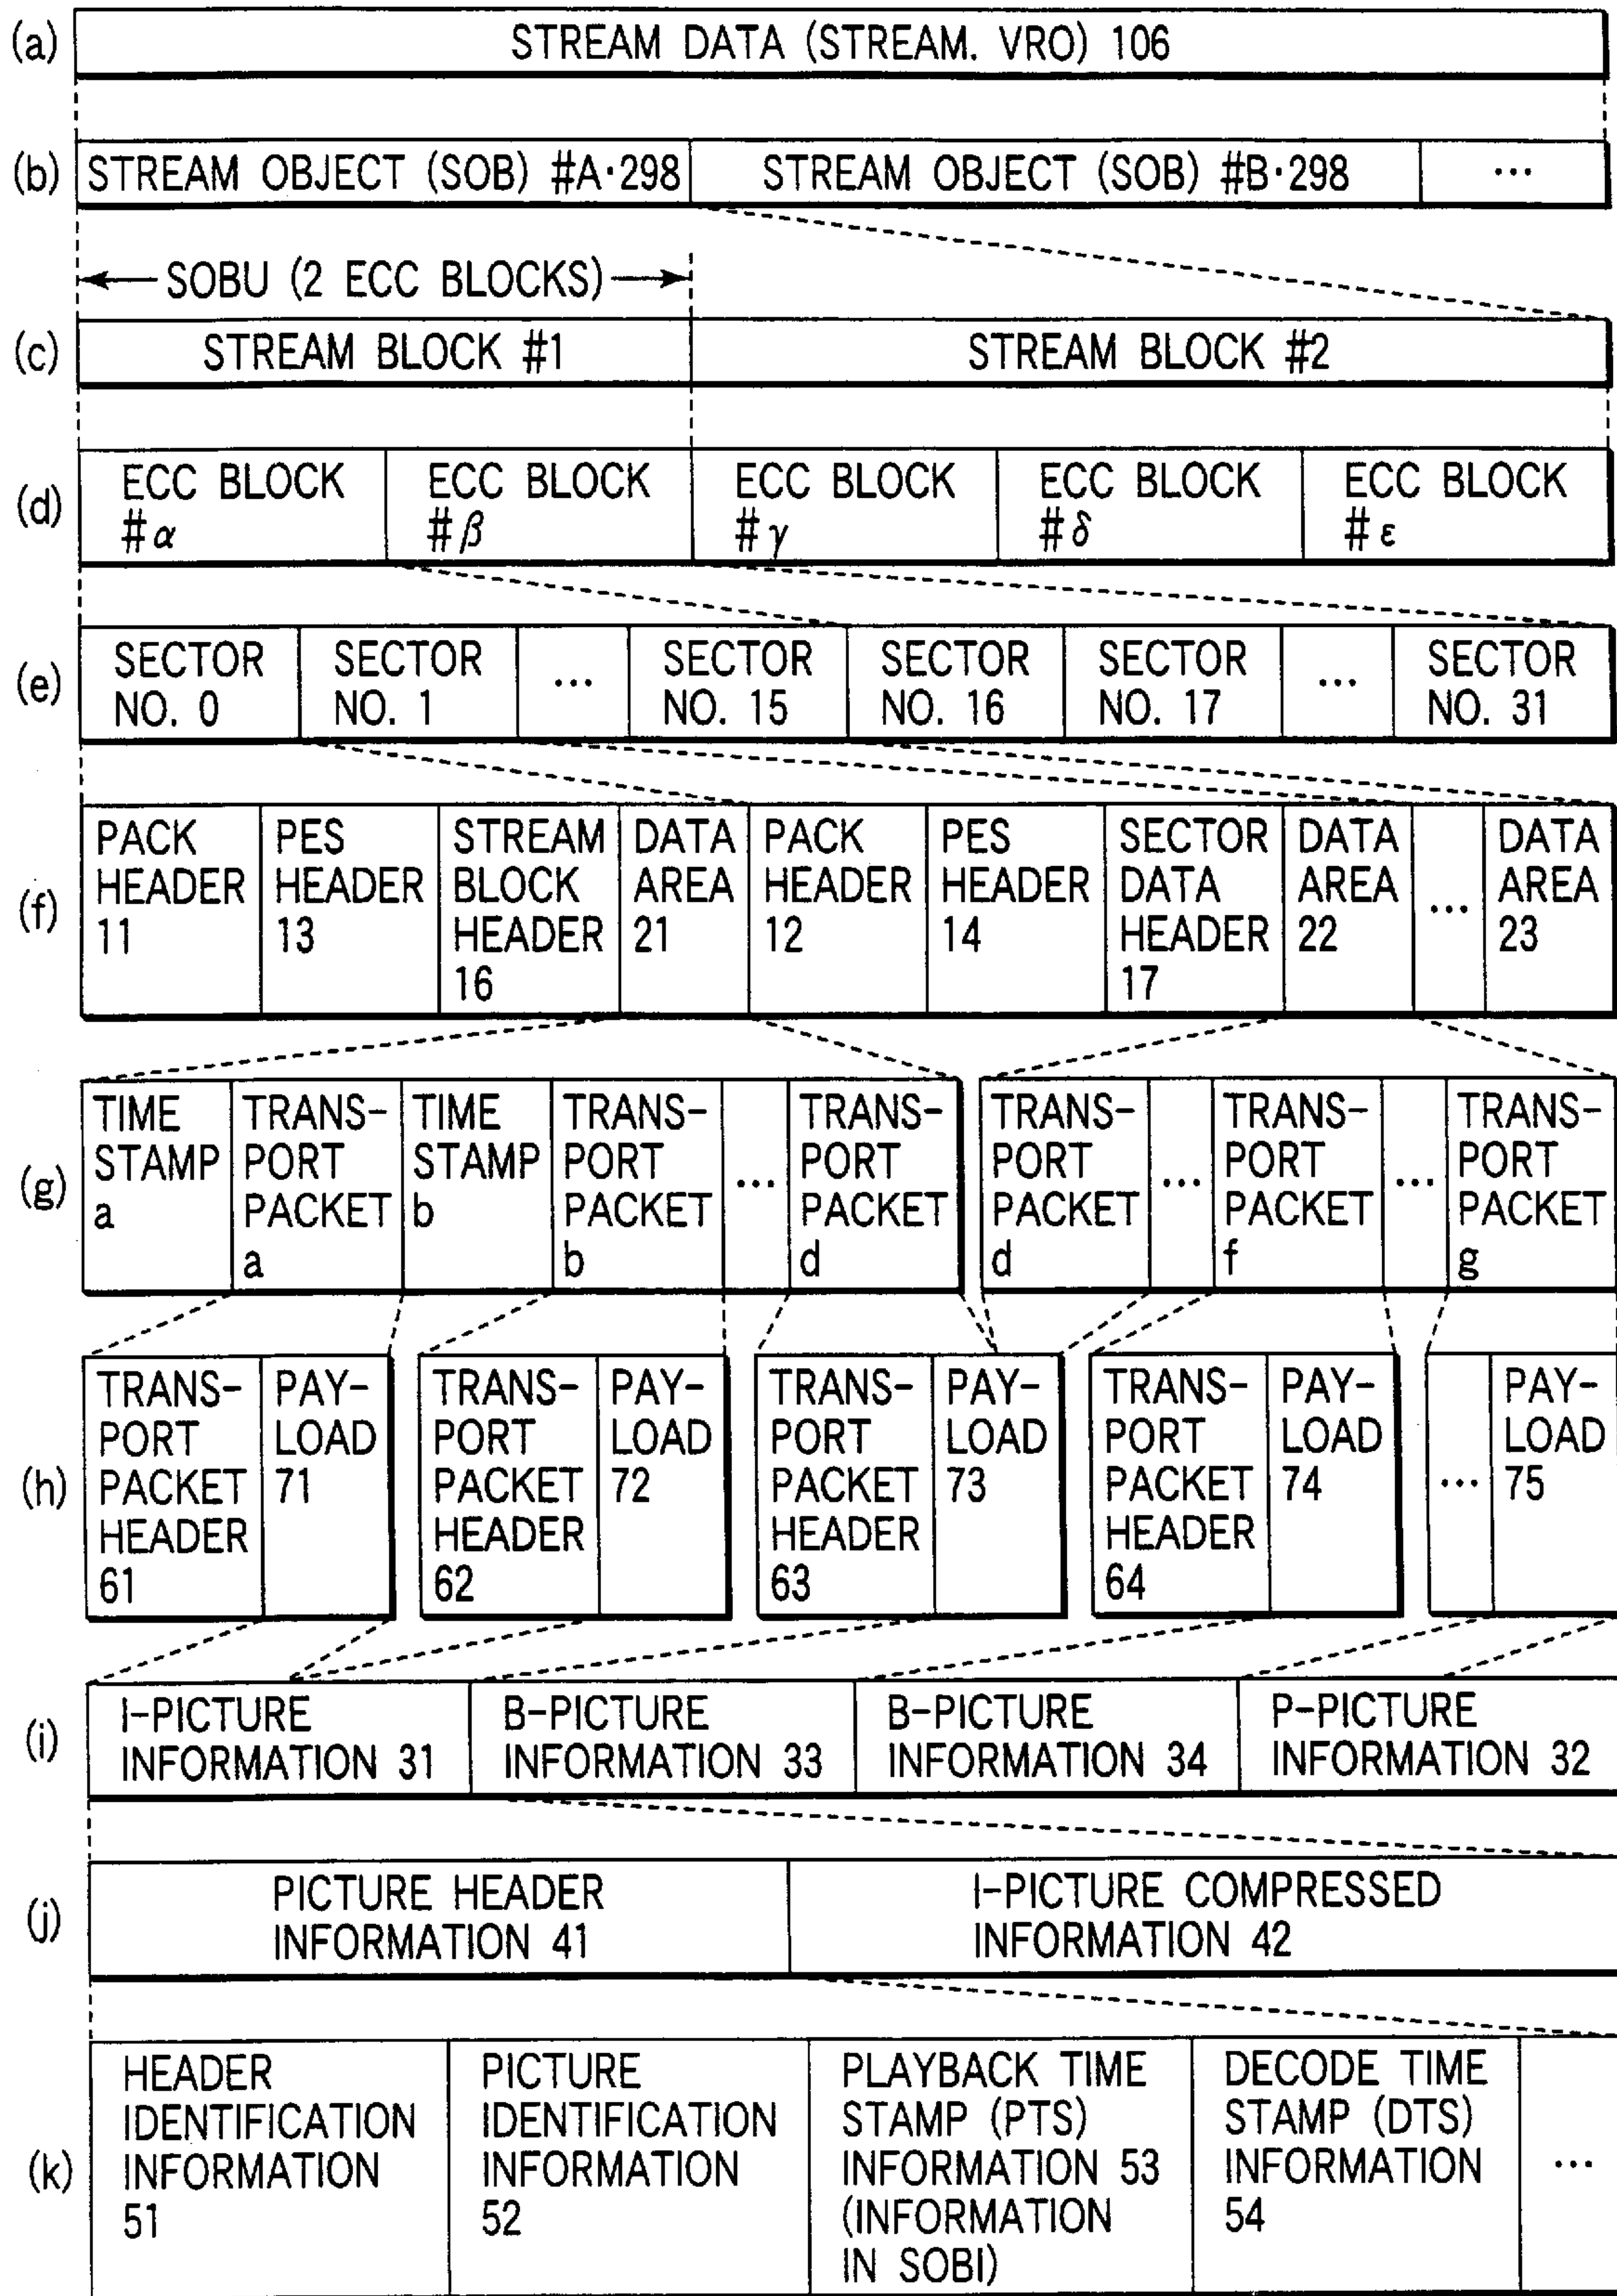 (a) STREAM DATA (STREAM. VRO) 106
(b) STREAM OBJECT (SOB) #A·298 STREAM OBJECT (SOB) #B·298 ...
SOBU (2 ECC BLOCKS)
(c) STREAM BLOCK #1 STREAM BLOCK #2
(d)
ECC BLOCK
#α
ECC BLOCK
#β
ECC BLOCK
#γ
ECC BLOCK
#δ
ECC BLOCK
#ε
(e)
SECTOR
NO. 0
SECTOR
NO. 1
...
SECTOR
NO. 15
SECTOR
NO. 16
SECTOR
NO. 17
...
SECTOR
NO. 31
(f)
PACK
HEADER
11
PES
HEADER
13
STREAM
BLOCK
HEADER
16
DATA
AREA
21
PACK
HEADER
12
PES
HEADER
14
SECTOR
DATA
HEADER
17
DATA
AREA
22
...
DATA
AREA
23
(g)
TIME
STAMP
a
TRANS-
PORT
PACKET
a
TIME
STAMP
b
TRANS-
PORT
PACKET
b
...
TRANS-
PORT
PACKET
d
TRANS-
PORT
PACKET
d
...
TRANS-
PORT
PACKET
f
...
TRANS-
PORT
PACKET
g
(h)
TRANS-
PORT
PACKET
HEADER
61
PAY-
LOAD
71
TRANS-
PORT
PACKET
HEADER
62
PAY-
LOAD
72
TRANS-
PORT
PACKET
HEADER
63
PAY-
LOAD
73
TRANS-
PORT
PACKET
HEADER
64
PAY-
LOAD
74
...
PAY-
LOAD
75
(i)
I-PICTURE
INFORMATION 31
B-PICTURE
INFORMATION 33
B-PICTURE
INFORMATION 34
P-PICTURE
INFORMATION 32
(j)
PICTURE HEADER
INFORMATION 41
I-PICTURE COMPRESSED
INFORMATION 42
(k)
HEADER
IDENTIFICATION
INFORMATION
51
PICTURE
IDENTIFICATION
INFORMATION
52
PLAYBACK TIME
STAMP (PTS)
INFORMATION 53
(INFORMATION
IN SOBI)
DECODE TIME
STAMP (DTS)
INFORMATION
54
...